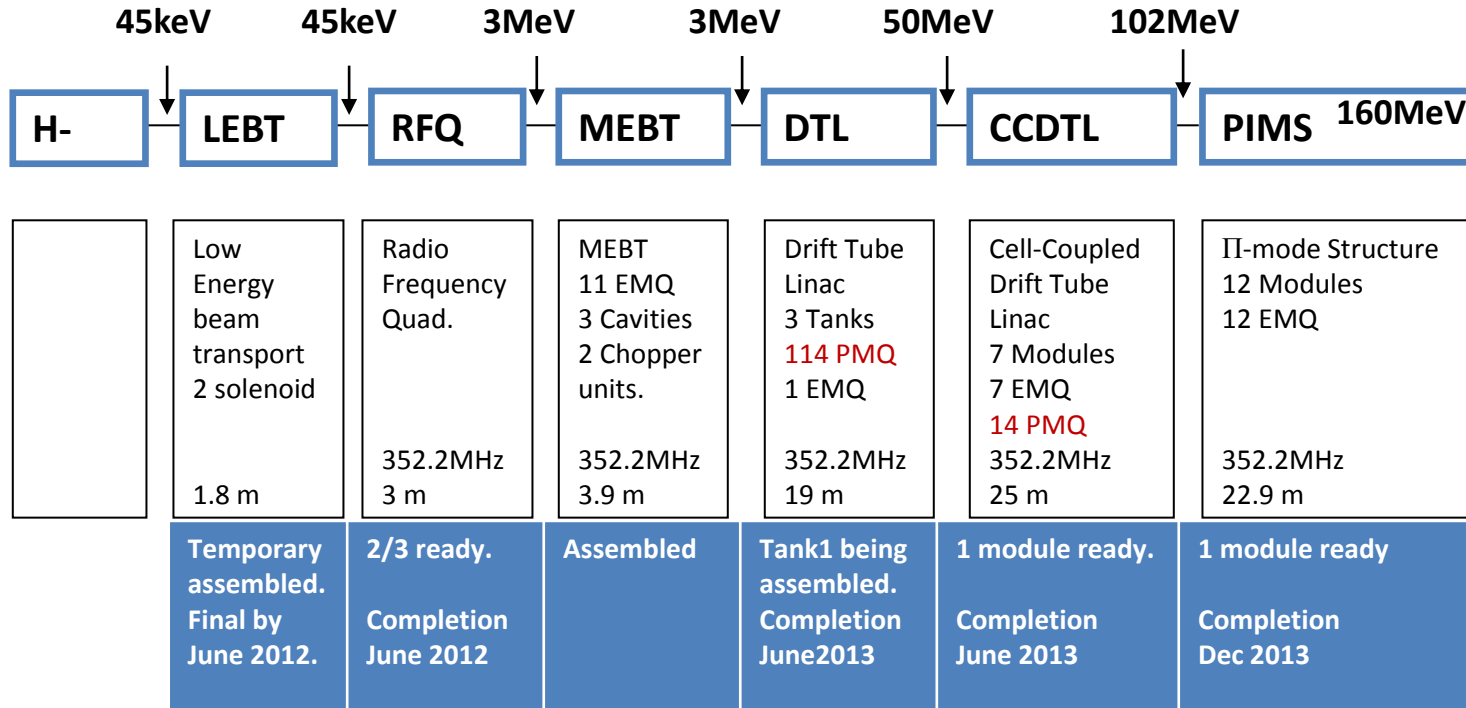 45keV 45keV 3MeV 3MeV 50MeV 102MeV
H- LEBT RFQ MEBT DTL CCDTL PIMS 160MeV
Low
Energy
beam
transport
2 solenoid
1.8 m
Radio
Frequency
Quad.
352.2MHz
3 m
MEBT
11 EMQ
3 Cavities
2 Chopper
units.
352.2MHz
3.9 m
Drift Tube
Linac
3 Tanks
114 PMQ
1 EMQ
352.2MHz
19 m
Cell-Coupled
Drift Tube
Linac
7 Modules
7 EMQ
14 PMQ
352.2MHz
25 m
Π-mode Structure
12 Modules
12 EMQ
352.2MHz
22.9 m
Temporary
assembled.
Final by
June 2012.
2/3 ready.
Completion
June 2012
Assembled
Tank1 being
assembled.
Completion
June2013
1 module ready.
Completion
June 2013
1 module ready
Completion
Dec 2013